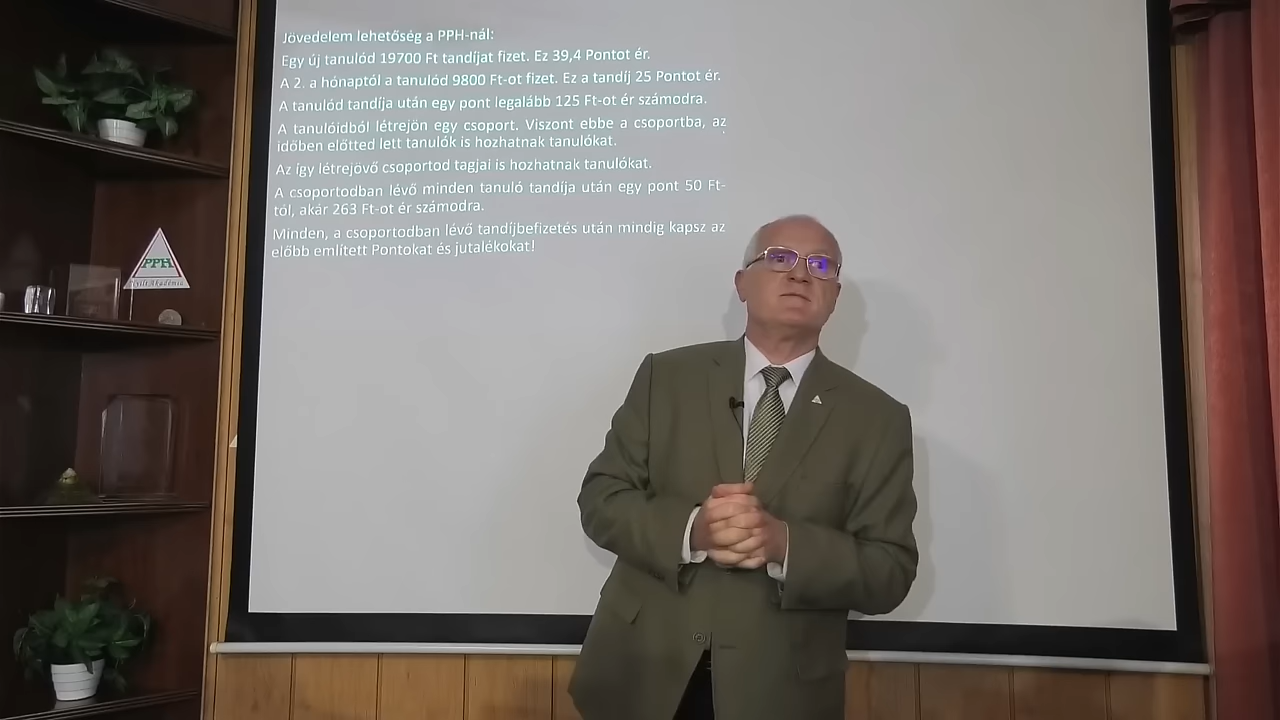 Jövedelem lehetőség a PPH-nál:
Egy új tanulód 19700 Ft tandíjat fizet. Ez 39,4 Pontot ér.
A 2. a hónaptól a tanulód 9800 Ft-ot fizet. Ez a tandíj 25 Pontot ér.
A tanulód tandíja után egy pont legalább 125 Ft-ot ér számodra.
A tanulóidból létrejön egy csoport. Viszont ebbe a csoportba, az
időben előtted lett tanulók is hozhatnak tanulókat.
Az így létrejövő csoportod tagjai is hozhatnak tanulókat.
A csoportodban lévő minden tanuló tandíja után egy pont 50 Ft-
tól, akár 263 Ft-ot ér számodra.
Minden, a csoportodban lévő tandíjbefizetés után mindig kapsz az
előbb említett Pontokat és jutalékokat!
PPH
Nyílt Akadémia